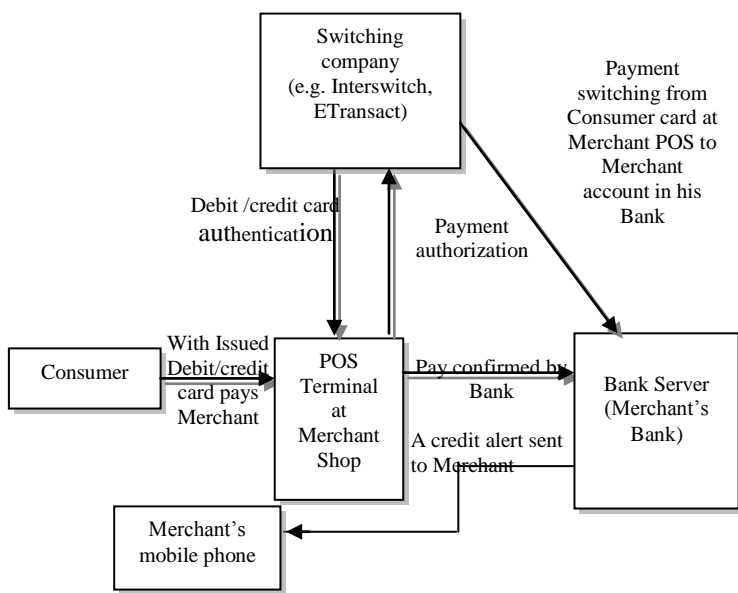 Switching
company
(e.g. Interswitch,
ETransact)
Payment
switching from
Consumer card at
Merchant POS to
Merchant
account in his
Bank
Debit /credit card
authentication
Payment
authorization
Consumer
With Issued
Debit/credit
card pays
Merchant
POS
Terminal
at
Merchant
Shop
Pay confirmed by
Bank
Bank Server
(Merchant's
Bank)
A credit alert sent
to Merchant
Merchant's
mobile phone